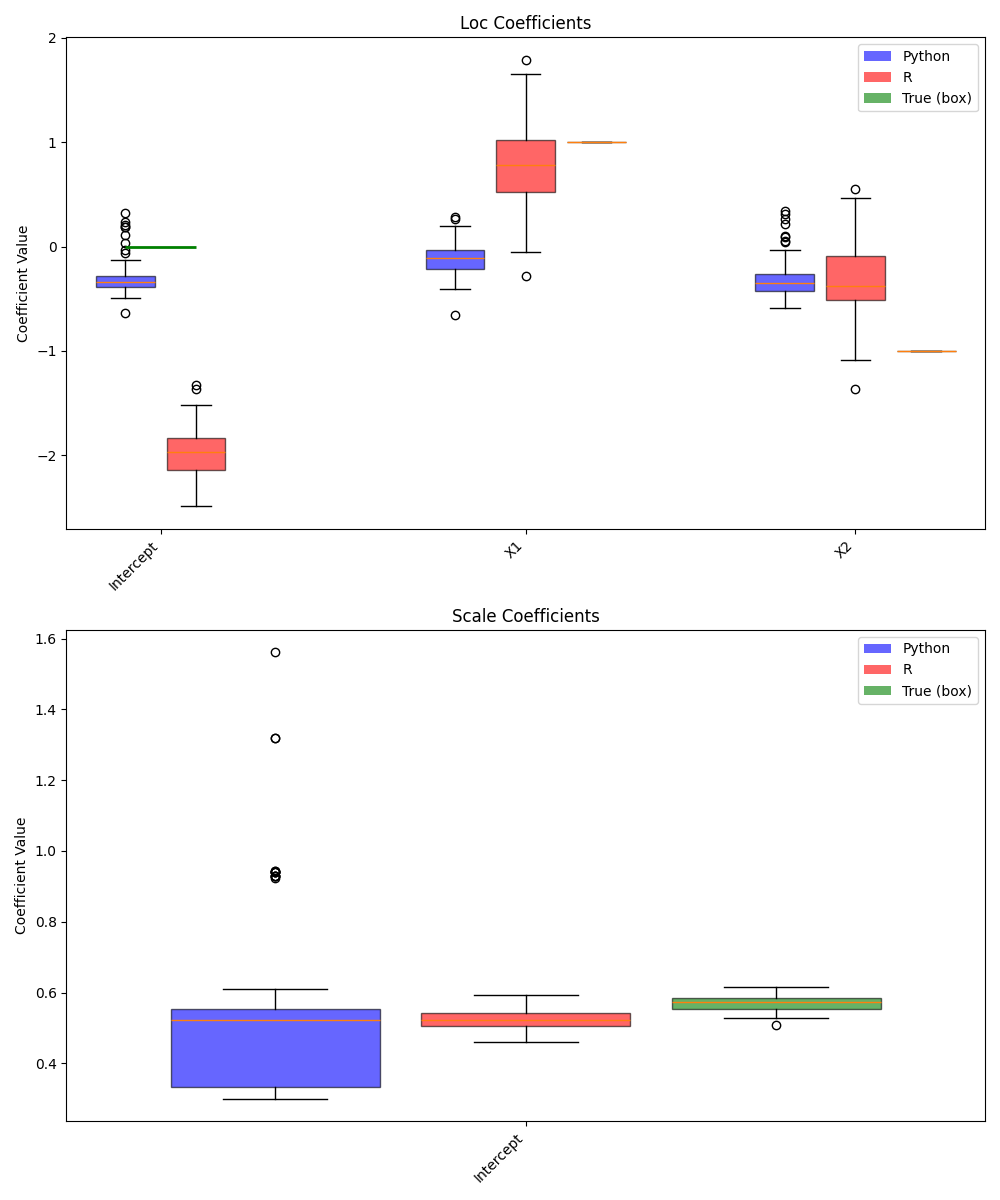 Loc Coefficients
Python
R
True (box)
2
1
0
−1
−2
Coefficient Value
Intercept
X1
X2
Scale Coefficients
Python
R
True (box)
1.6
1.4
1.2
1.0
0.8
0.6
0.4
Coefficient Value
Intercept